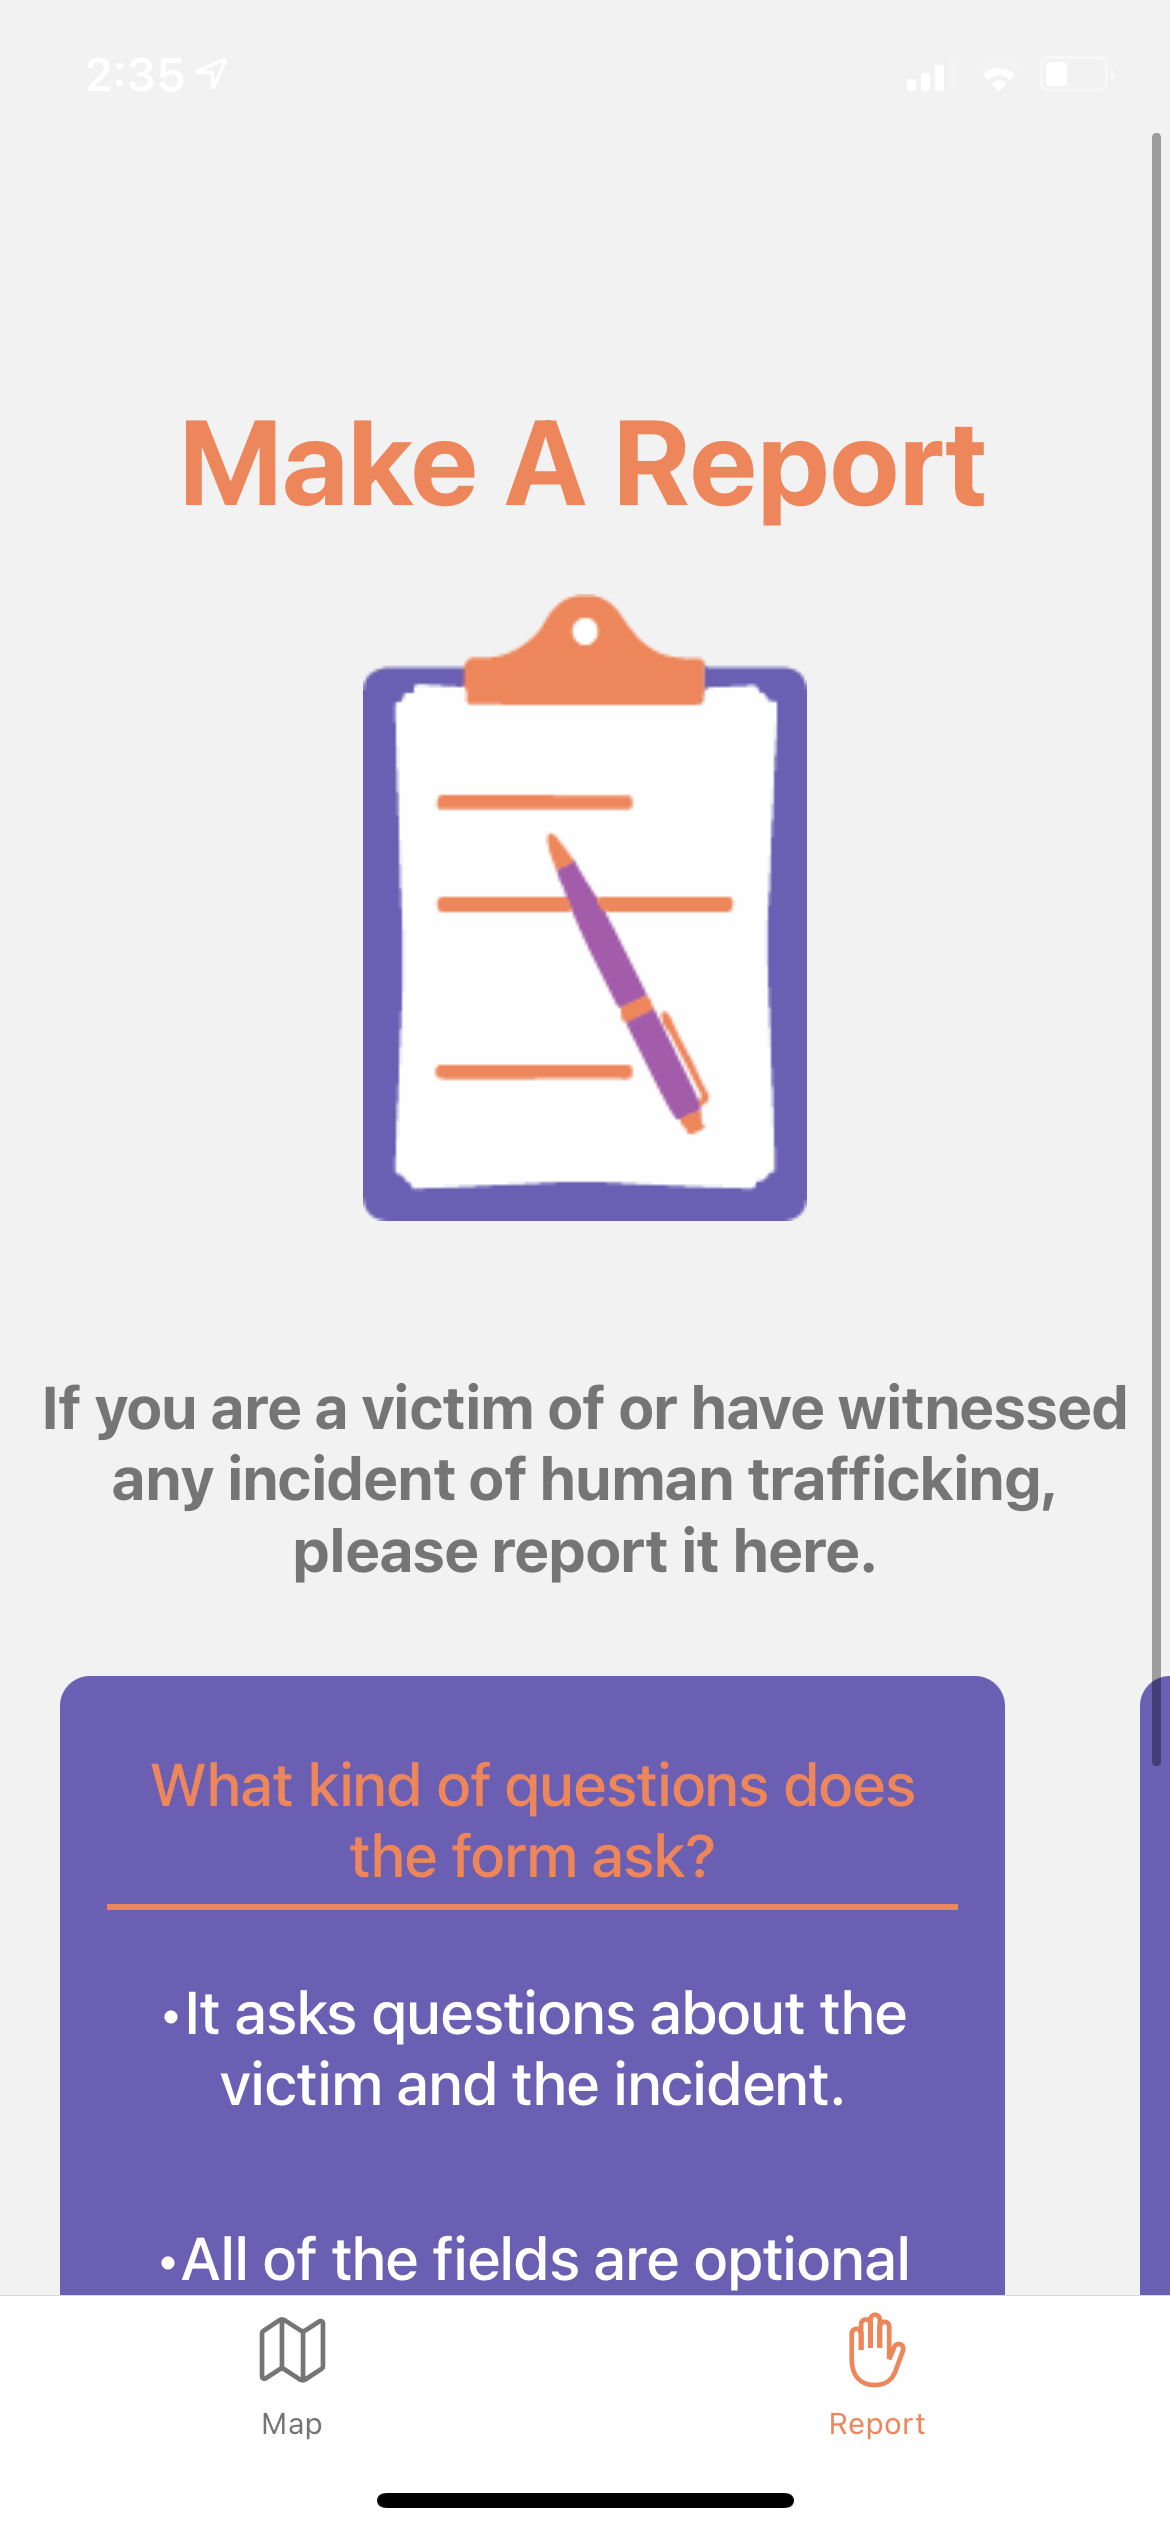 2:35
Make A Report
If you are a victim of or have witnessed
any incident of human trafficking,
please report it here.
What kind of questions does
the form ask?
•It asks questions about the
victim and the incident.
•All of the fields are optional
Map
Report